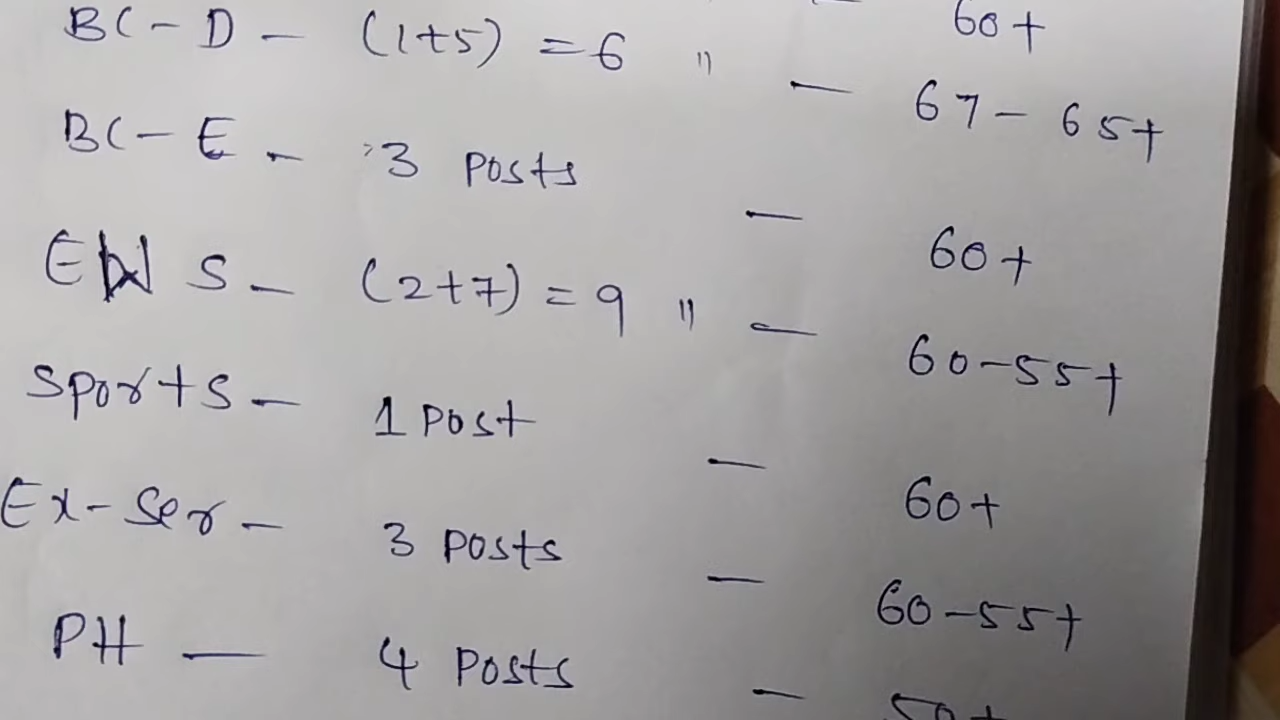 — 60+
BC - D - (1+5) = 6 " — 67 - 65+
BC - E - 3 posts — 60+
EWS - (2+7) = 9 " — 60-55+
Sports - 1 post — 60+
Ex-Ser - 3 posts — 60-55+
PH — 4 posts — 50+